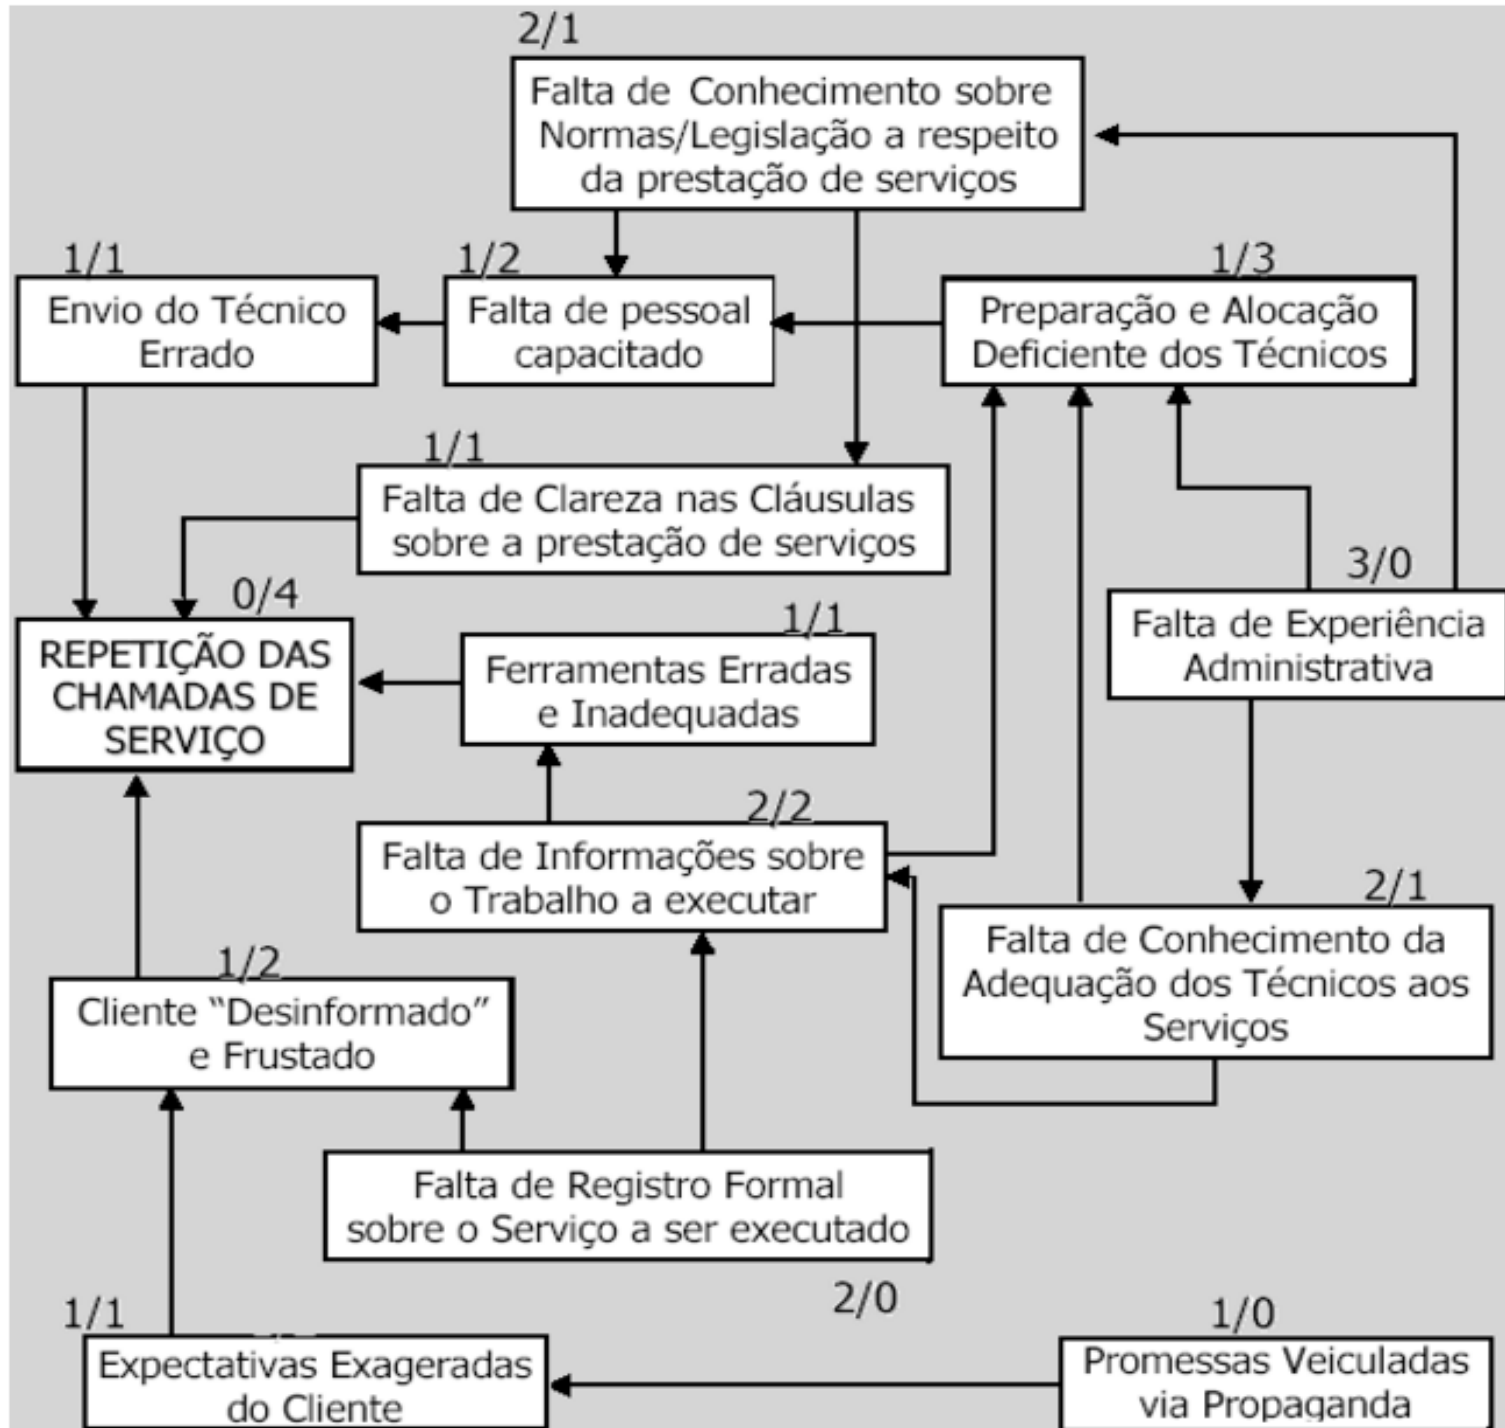 2/1
Falta de Conhecimento sobre
Normas/Legislação a respeito
da prestação de serviços
1/1
Envio do Técnico
Errado
1/2
Falta de pessoal
capacitado
1/3
Preparação e Alocação
Deficiente dos Técnicos
1/1
Falta de Clareza nas Cláusulas
sobre a prestação de serviços
3/0
Falta de Experiência
Administrativa
0/4
REPETIÇÃO DAS
CHAMADAS DE
SERVIÇO
1/1
Ferramentas Erradas
e Inadequadas
2/2
Falta de Informações sobre
o Trabalho a executar
2/1
Falta de Conhecimento da
Adequação dos Técnicos aos
Serviços
1/2
Cliente “Desinformado”
e Frustado
Falta de Registro Formal
sobre o Serviço a ser executado
2/0
1/1
Expectativas Exageradas
do Cliente
1/0
Promessas Veiculadas
via Propaganda